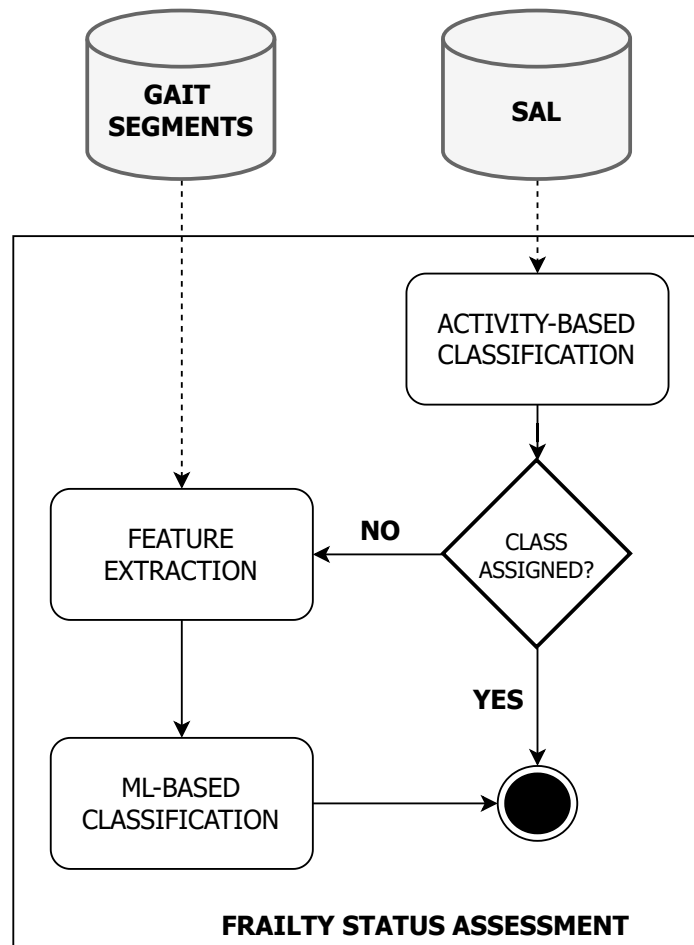 GAIT
SEGMENTS
SAL
ACTIVITY-BASED
CLASSIFICATION
CLASS
ASSIGNED?
NO
FEATURE
EXTRACTION
YES
ML-BASED
CLASSIFICATION
FRAILTY STATUS ASSESSMENT